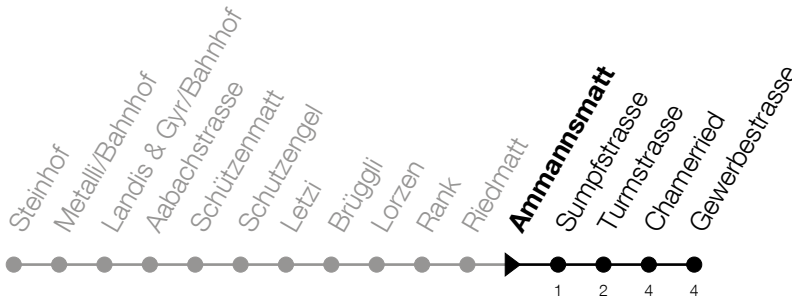 Steinhof
Metalli/Bahnhof
Landis & Gyr/Bahnhof
Aabachstrasse
Schützenmatt
Schutzengel
Letzi
Brüggli
Lorzen
Rank
Riedmatt
Ammannsmatt
Sumpfstrasse
Turmstrasse
Chamerried
Gewerbestrasse
1 2 4 4